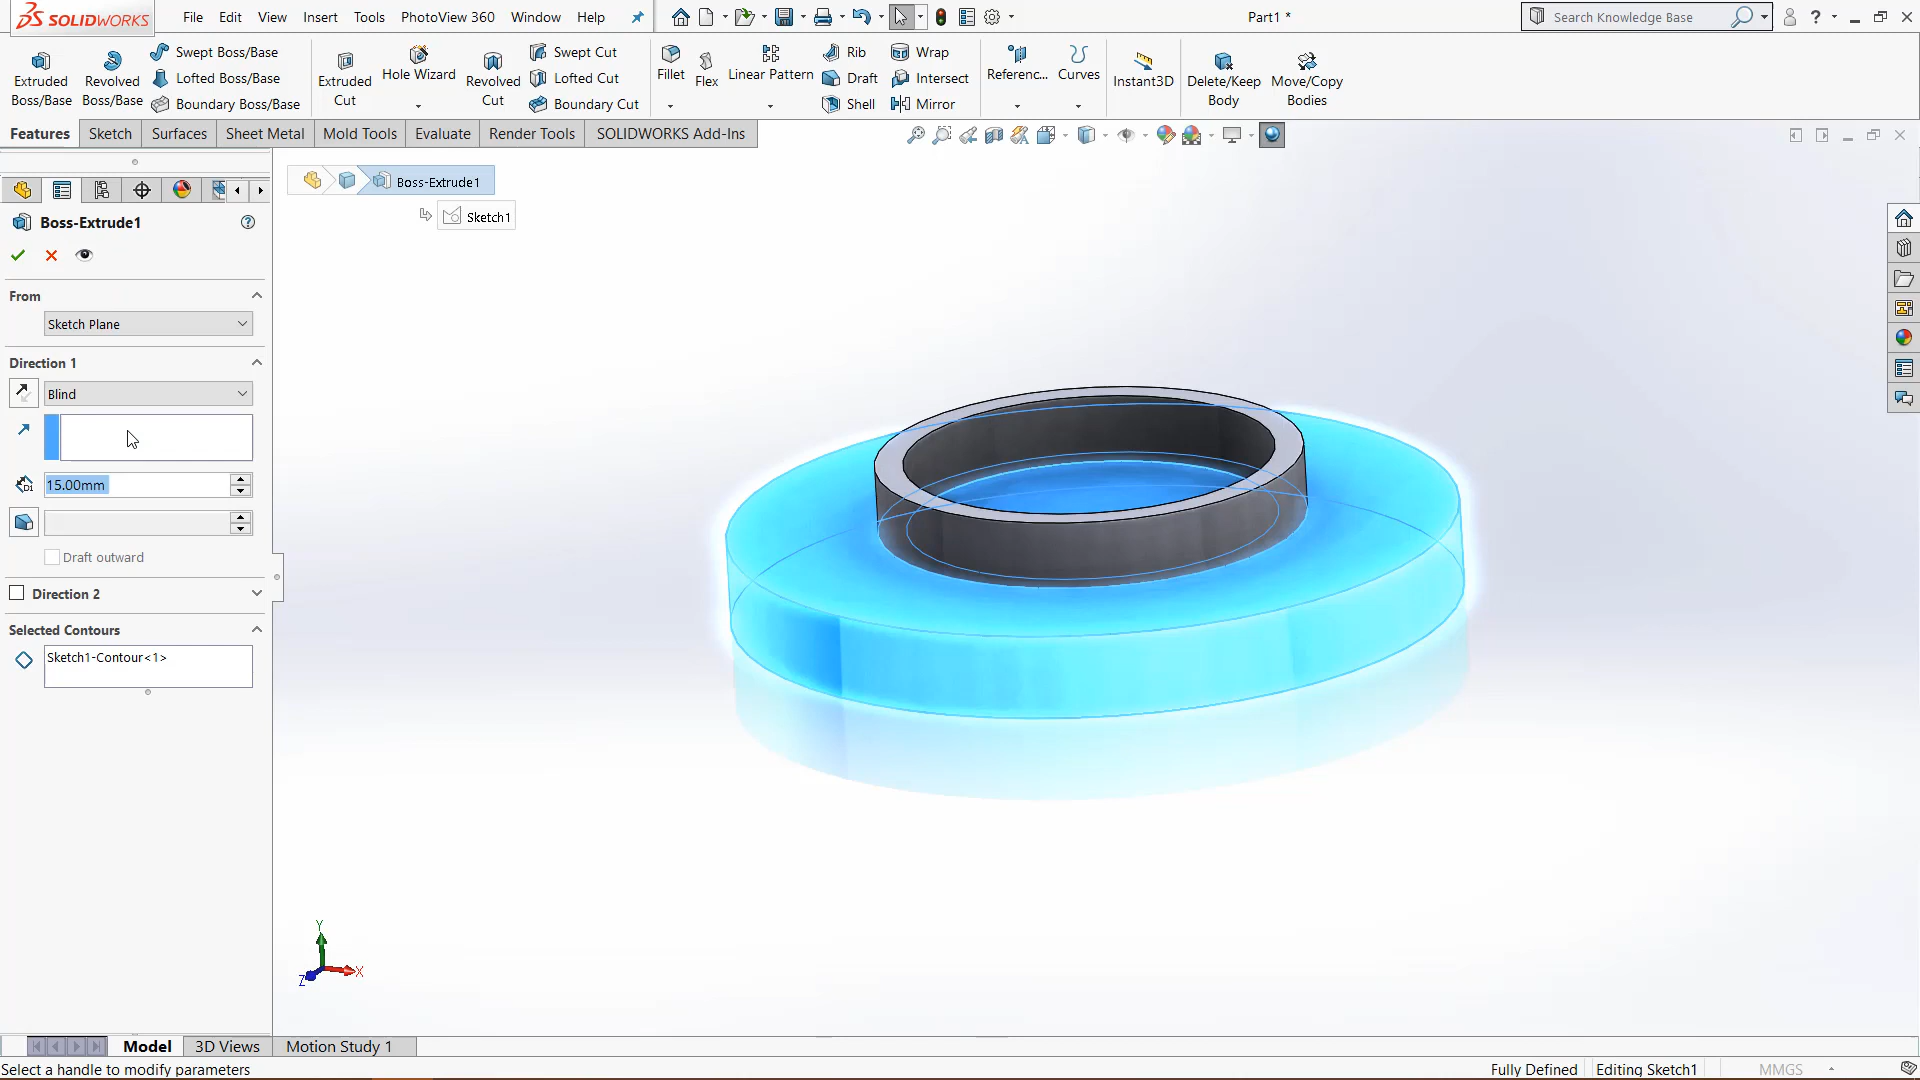 SOLIDWORKS
File Edit View Insert Tools PhotoView 360 Window Help
Part1 *
Search Knowledge Base
?
Extruded Boss/Base
Revolved Boss/Base
Swept Boss/Base
Lofted Boss/Base
Boundary Boss/Base
Extruded Cut
Hole Wizard
Revolved Cut
Swept Cut
Lofted Cut
Boundary Cut
Fillet
Flex
Linear Pattern
Rib
Draft
Shell
Wrap
Intersect
Mirror
Referenc...
Curves
Instant3D
Delete/Keep Body
Move/Copy Bodies
Features Sketch Surfaces Sheet Metal Mold Tools Evaluate Render Tools SOLIDWORKS Add-Ins
Boss-Extrude1
Sketch1
Boss-Extrude1
?
From
Sketch Plane
Direction 1
Blind
D1
15.00mm
Draft outward
Direction 2
Selected Contours
Sketch1-Contour<1>
Y
X
Z
Model 3D Views Motion Study 1
Select a handle to modify parameters
Fully Defined Editing Sketch1 MMGS